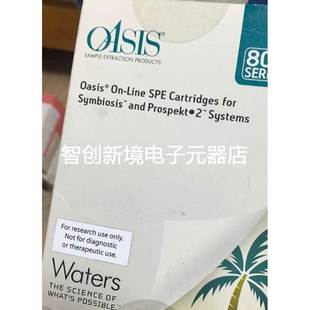 OASIS®
SAMPLE EXTRACTION PRODUCTS
80
SERI
Oasis® On-Line SPE Cartridges for
Symbiosis™ and Prospekt•2™ Systems
智创新境电子元器店
For research use only.
Not for diagnostic
or therapeutic use.
Waters
THE SCIENCE OF
WHAT'S POSSIBLE™